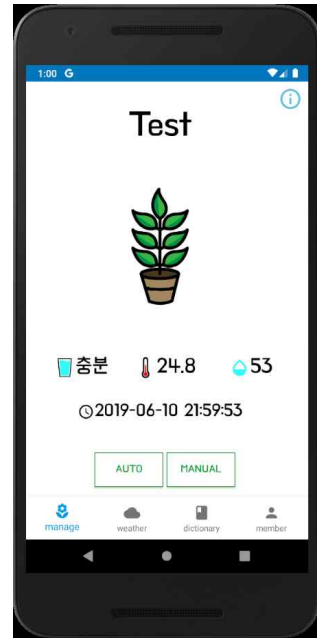 1:00 G
Test
충분 24.8 53
2019-06-10 21:59:53
AUTO MANUAL
manage weather dictionary member